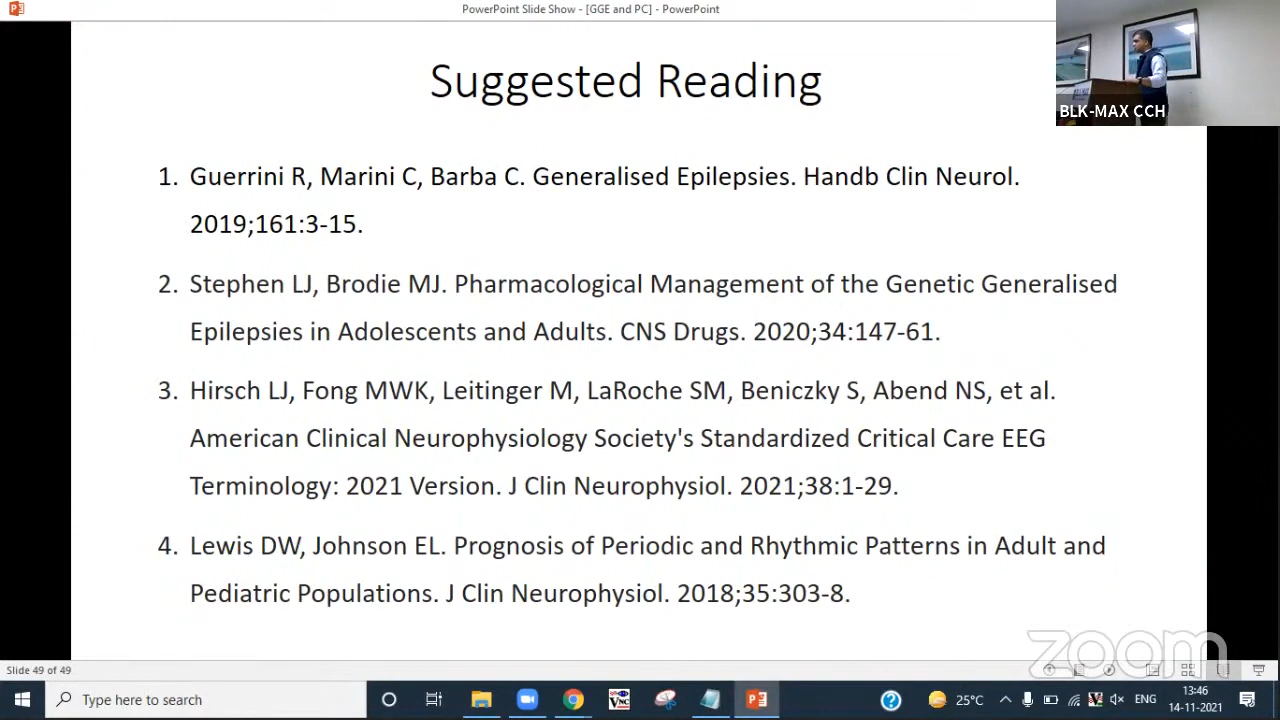 PowerPoint Slide Show - [GGE and PC] - PowerPoint
BLK-MAX CCH
Suggested Reading
1. Guerrini R, Marini C, Barba C. Generalised Epilepsies. Handb Clin Neurol.
2019;161:3-15.
2. Stephen LJ, Brodie MJ. Pharmacological Management of the Genetic Generalised
Epilepsies in Adolescents and Adults. CNS Drugs. 2020;34:147-61.
3. Hirsch LJ, Fong MWK, Leitinger M, LaRoche SM, Beniczky S, Abend NS, et al.
American Clinical Neurophysiology Society's Standardized Critical Care EEG
Terminology: 2021 Version. J Clin Neurophysiol. 2021;38:1-29.
4. Lewis DW, Johnson EL. Prognosis of Periodic and Rhythmic Patterns in Adult and
Pediatric Populations. J Clin Neurophysiol. 2018;35:303-8.
zoom
Slide 49 of 49
Type here to search
25°C
ENG
13:46
14-11-2021